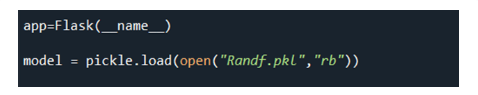 app=Flask(__name__)
model = pickle.load(open("Randf.pkl","rb"))